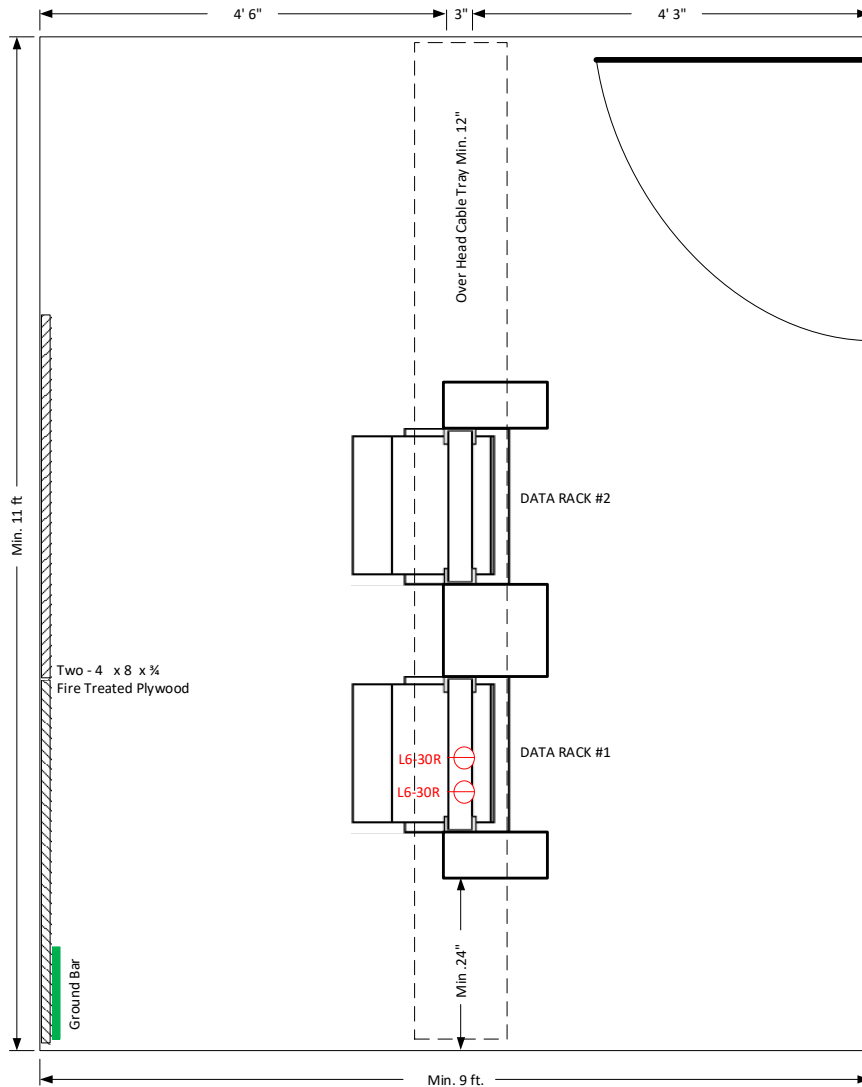 4' 6"
3"
4' 3"
Over Head Cable Tray Min. 12"
Min. 11 ft
DATA RACK #2
Two - 4 x 8 x ¾
Fire Treated Plywood
DATA RACK #1
L6-30R
L6-30R
Min .24"
Ground Bar
Min. 9 ft.